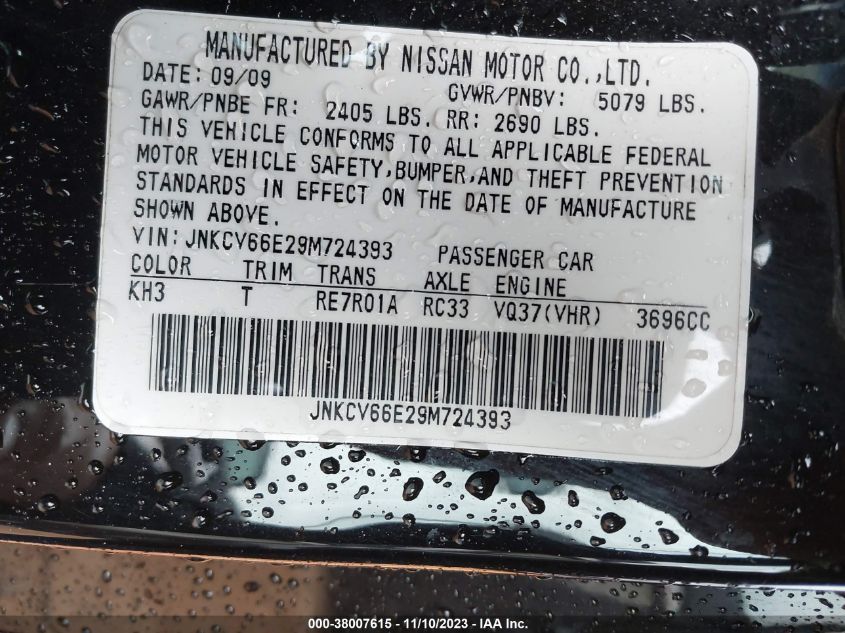 MANUFACTURED BY NISSAN MOTOR CO.,LTD.
DATE: 09/09 GVWR/PNBV: 5079 LBS.
GAWR/PNBE FR: 2405 LBS. RR: 2690 LBS.
THIS VEHICLE CONFORMS TO ALL APPLICABLE FEDERAL
MOTOR VEHICLE SAFETY,BUMPER,AND THEFT PREVENTION
STANDARDS IN EFFECT ON THE DATE OF MANUFACTURE
SHOWN ABOVE.
VIN: JNKCV66E29M724393 PASSENGER CAR
COLOR TRIM TRANS AXLE ENGINE
KH3 T RE7R01A RC33 VQ37(VHR) 3696CC
JNKCV66E29M724393
000-38007615 - 11/10/2023 - IAA Inc.